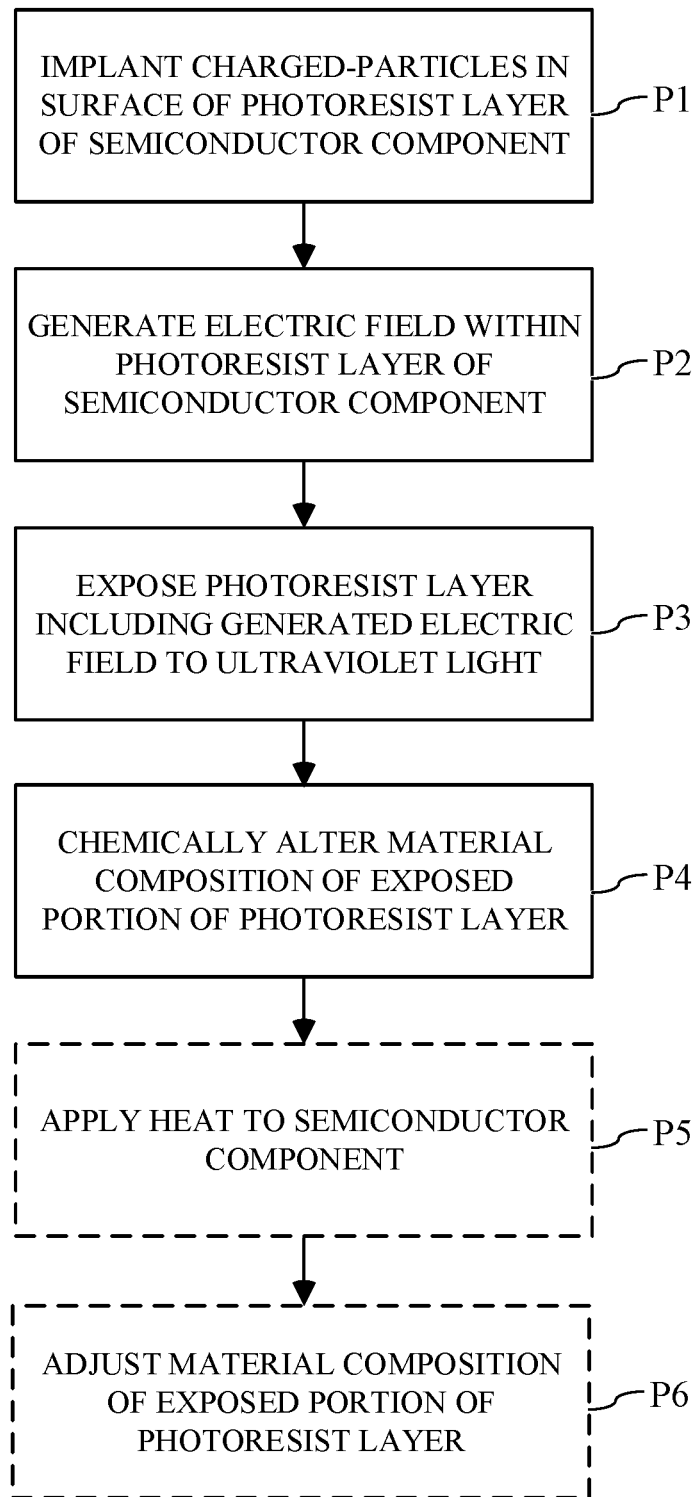 IMPLANT CHARGED-PARTICLES IN
SURFACE OF PHOTORESIST LAYER
OF SEMICONDUCTOR COMPONENT
P1
GENERATE ELECTRIC FIELD WITHIN
PHOTORESIST LAYER OF
SEMICONDUCTOR COMPONENT
P2
EXPOSE PHOTORESIST LAYER
INCLUDING GENERATED ELECTRIC
FIELD TO ULTRAVIOLET LIGHT
P3
CHEMICALLY ALTER MATERIAL
COMPOSITION OF EXPOSED
PORTION OF PHOTORESIST LAYER
P4
APPLY HEAT TO SEMICONDUCTOR
COMPONENT
P5
ADJUST MATERIAL COMPOSITION
OF EXPOSED PORTION OF
PHOTORESIST LAYER
P6